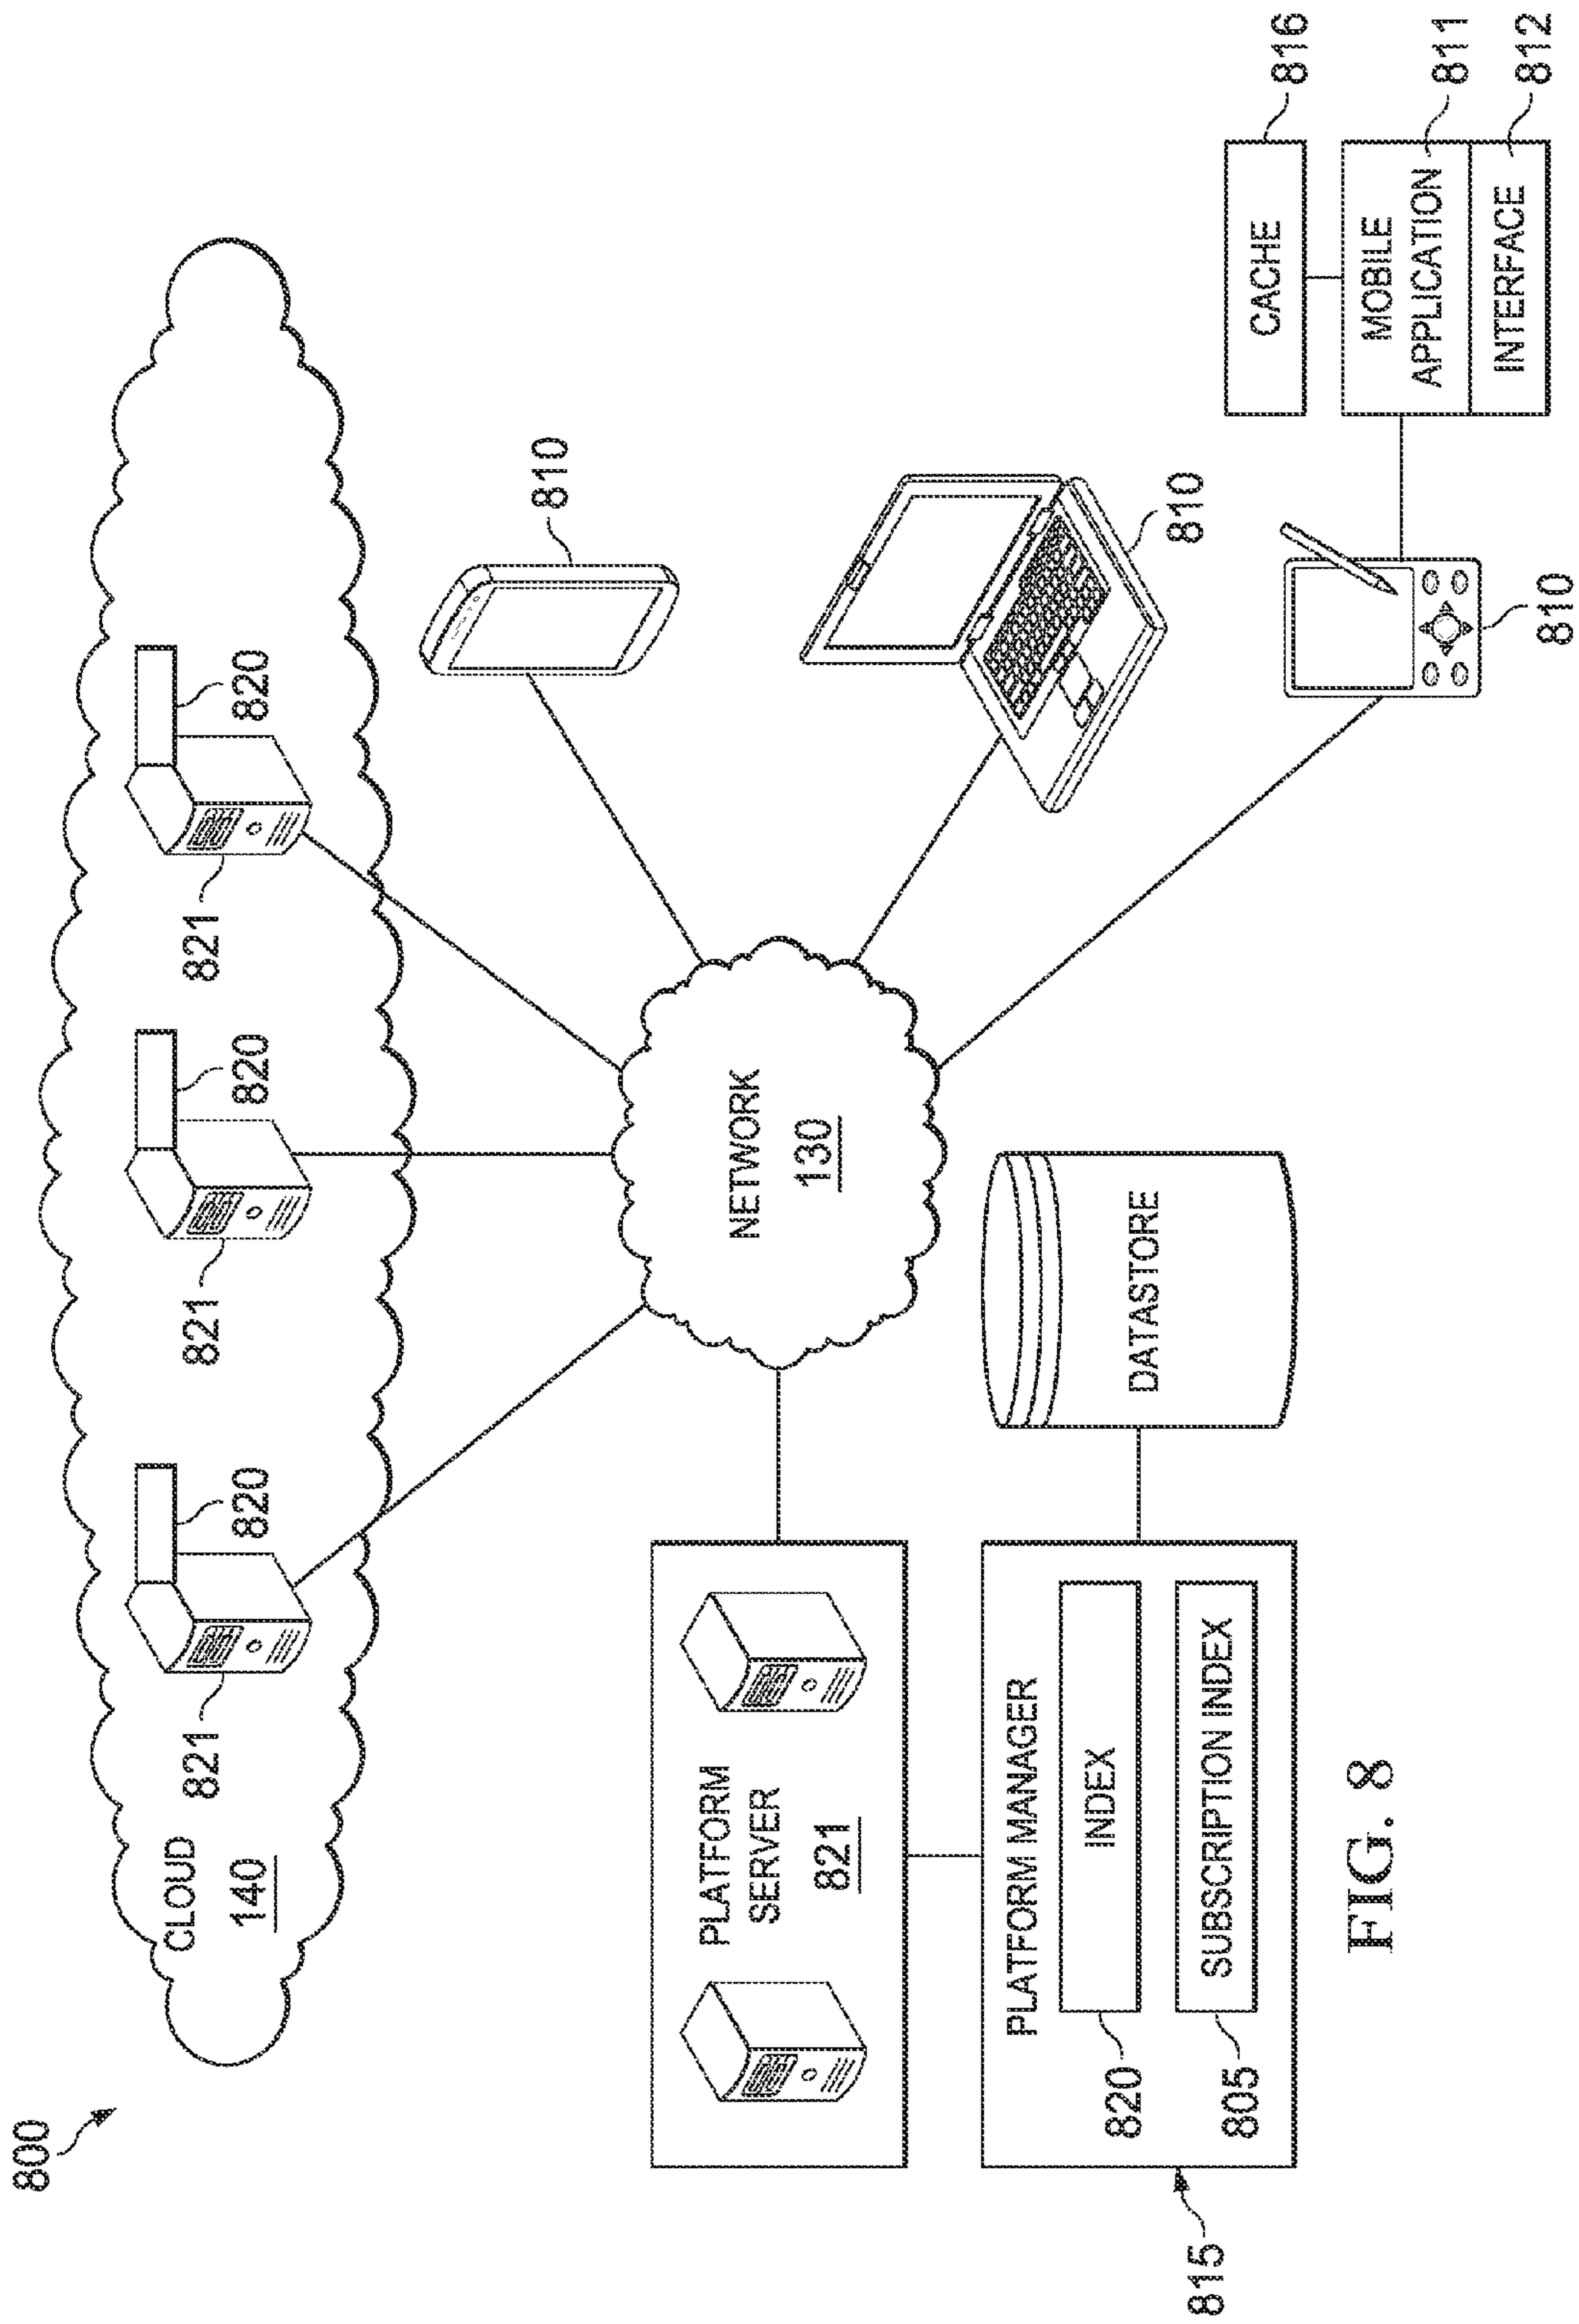 800
CLOUD
140
821
820
821
820
821
820
810
810
810
NETWORK
130
PLATFORM
SERVER
821
PLATFORM MANAGER
INDEX
SUBSCRIPTION INDEX
820
805
815
DATASTORE
CACHE
816
MOBILE
APPLICATION
811
INTERFACE
812
FIG. 8